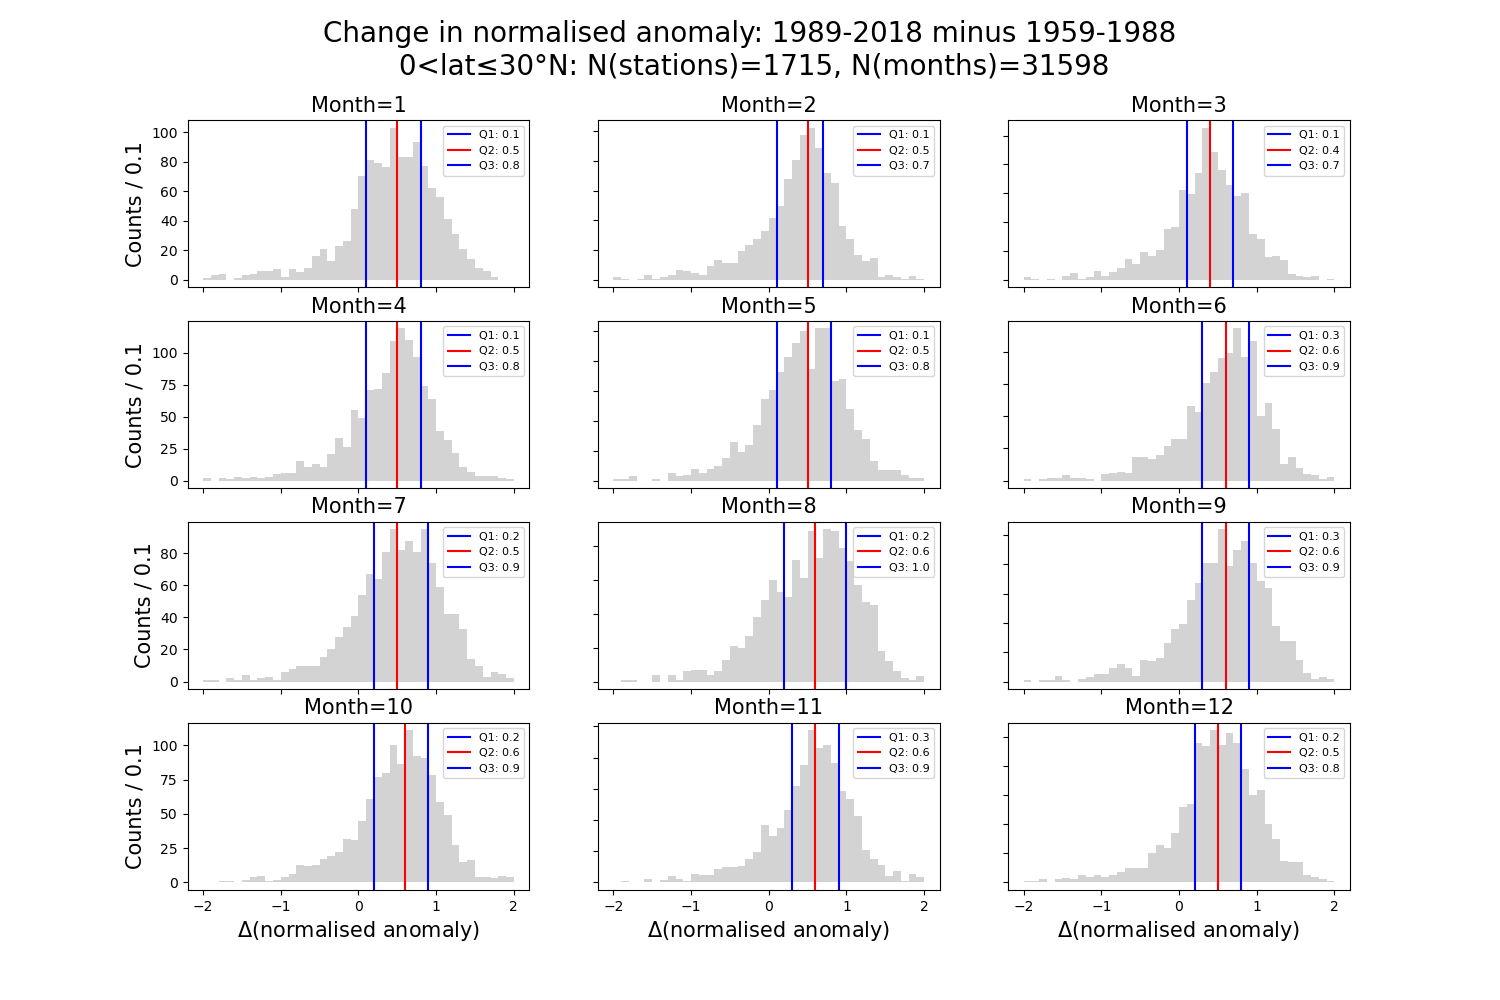 Change in normalised anomaly: 1989-2018 minus 1959-1988
0<lat≤30°N: N(stations)=1715, N(months)=31598
Month=1
Counts / 0.1
100
80
60
40
20
0
Q1: 0.1
Q2: 0.5
Q3: 0.8
Month=2
Q1: 0.1
Q2: 0.5
Q3: 0.7
Month=3
Q1: 0.1
Q2: 0.4
Q3: 0.7
Month=4
Counts / 0.1
100
75
50
25
0
Q1: 0.1
Q2: 0.5
Q3: 0.8
Month=5
Q1: 0.1
Q2: 0.5
Q3: 0.8
Month=6
Q1: 0.3
Q2: 0.6
Q3: 0.9
Month=7
Counts / 0.1
80
60
40
20
0
Q1: 0.2
Q2: 0.5
Q3: 0.9
Month=8
Q1: 0.2
Q2: 0.6
Q3: 1.0
Month=9
Q1: 0.3
Q2: 0.6
Q3: 0.9
Month=10
Counts / 0.1
100
75
50
25
0
Q1: 0.2
Q2: 0.6
Q3: 0.9
−2 −1 0 1 2
Δ(normalised anomaly)
Month=11
Q1: 0.3
Q2: 0.6
Q3: 0.9
−2 −1 0 1 2
Δ(normalised anomaly)
Month=12
Q1: 0.2
Q2: 0.5
Q3: 0.8
−2 −1 0 1 2
Δ(normalised anomaly)